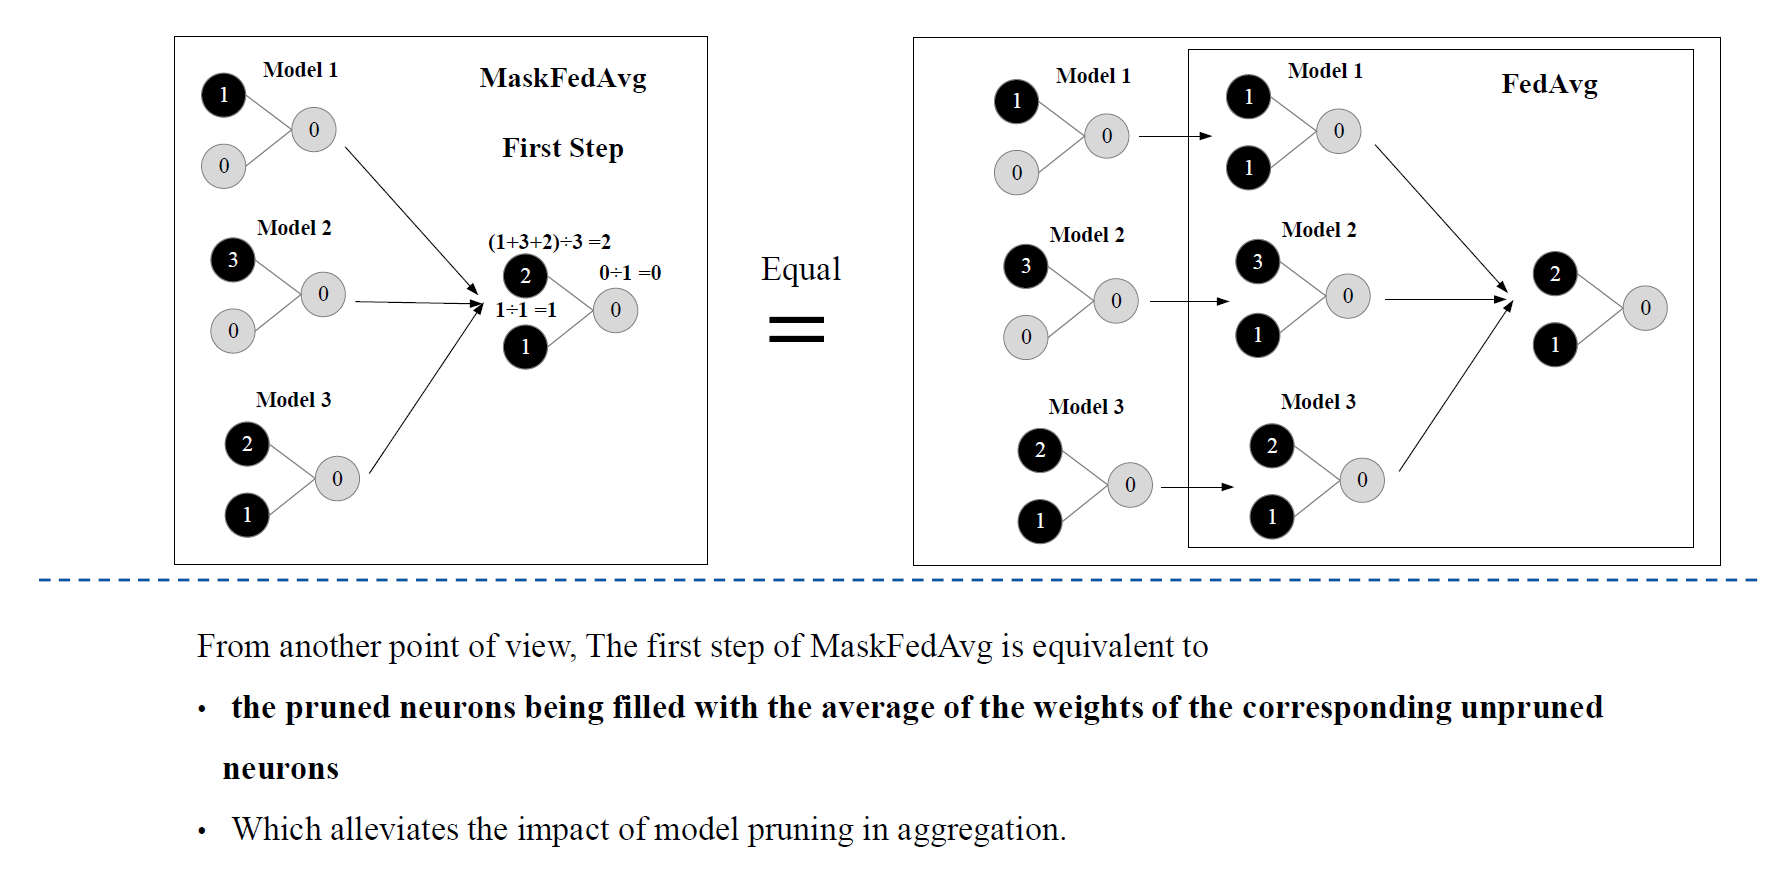 Model 1
MaskFedAvg
1
0
0
First Step
Model 2
3
0
0
(1+3+2)÷3 =2
2
0÷1 =0
1÷1 =1
0
1
Model 3
2
0
1
Equal
=
Model 1
1
0
0
Model 2
3
0
0
Model 3
2
0
1
Model 1
FedAvg
1
0
1
Model 2
3
0
1
Model 3
2
0
1
2
0
1
From another point of view, The first step of MaskFedAvg is equivalent to
• the pruned neurons being filled with the average of the weights of the corresponding unpruned
neurons
• Which alleviates the impact of model pruning in aggregation.